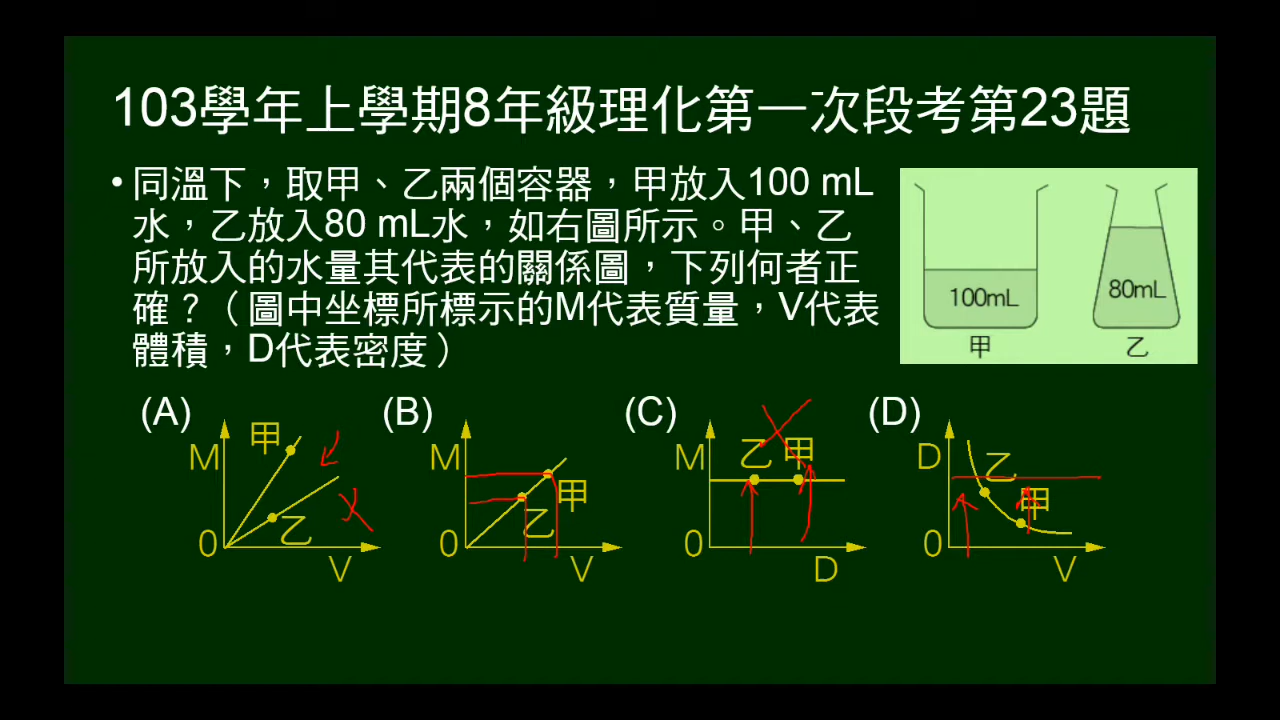 103學年上學期8年級理化第一次段考第23題
•同溫下，取甲、乙兩個容器，甲放入100 mL
水，乙放入80 mL水，如右圖所示。甲、乙
所放入的水量其代表的關係圖，下列何者正
確？（圖中坐標所標示的M代表質量，V代表
體積，D代表密度）
100mL
80mL
甲
乙
(A)
(B)
(C)
(D)
M
甲
乙
0
V
M
甲
乙
0
V
M
乙
甲
0
D
D
乙
甲
0
V